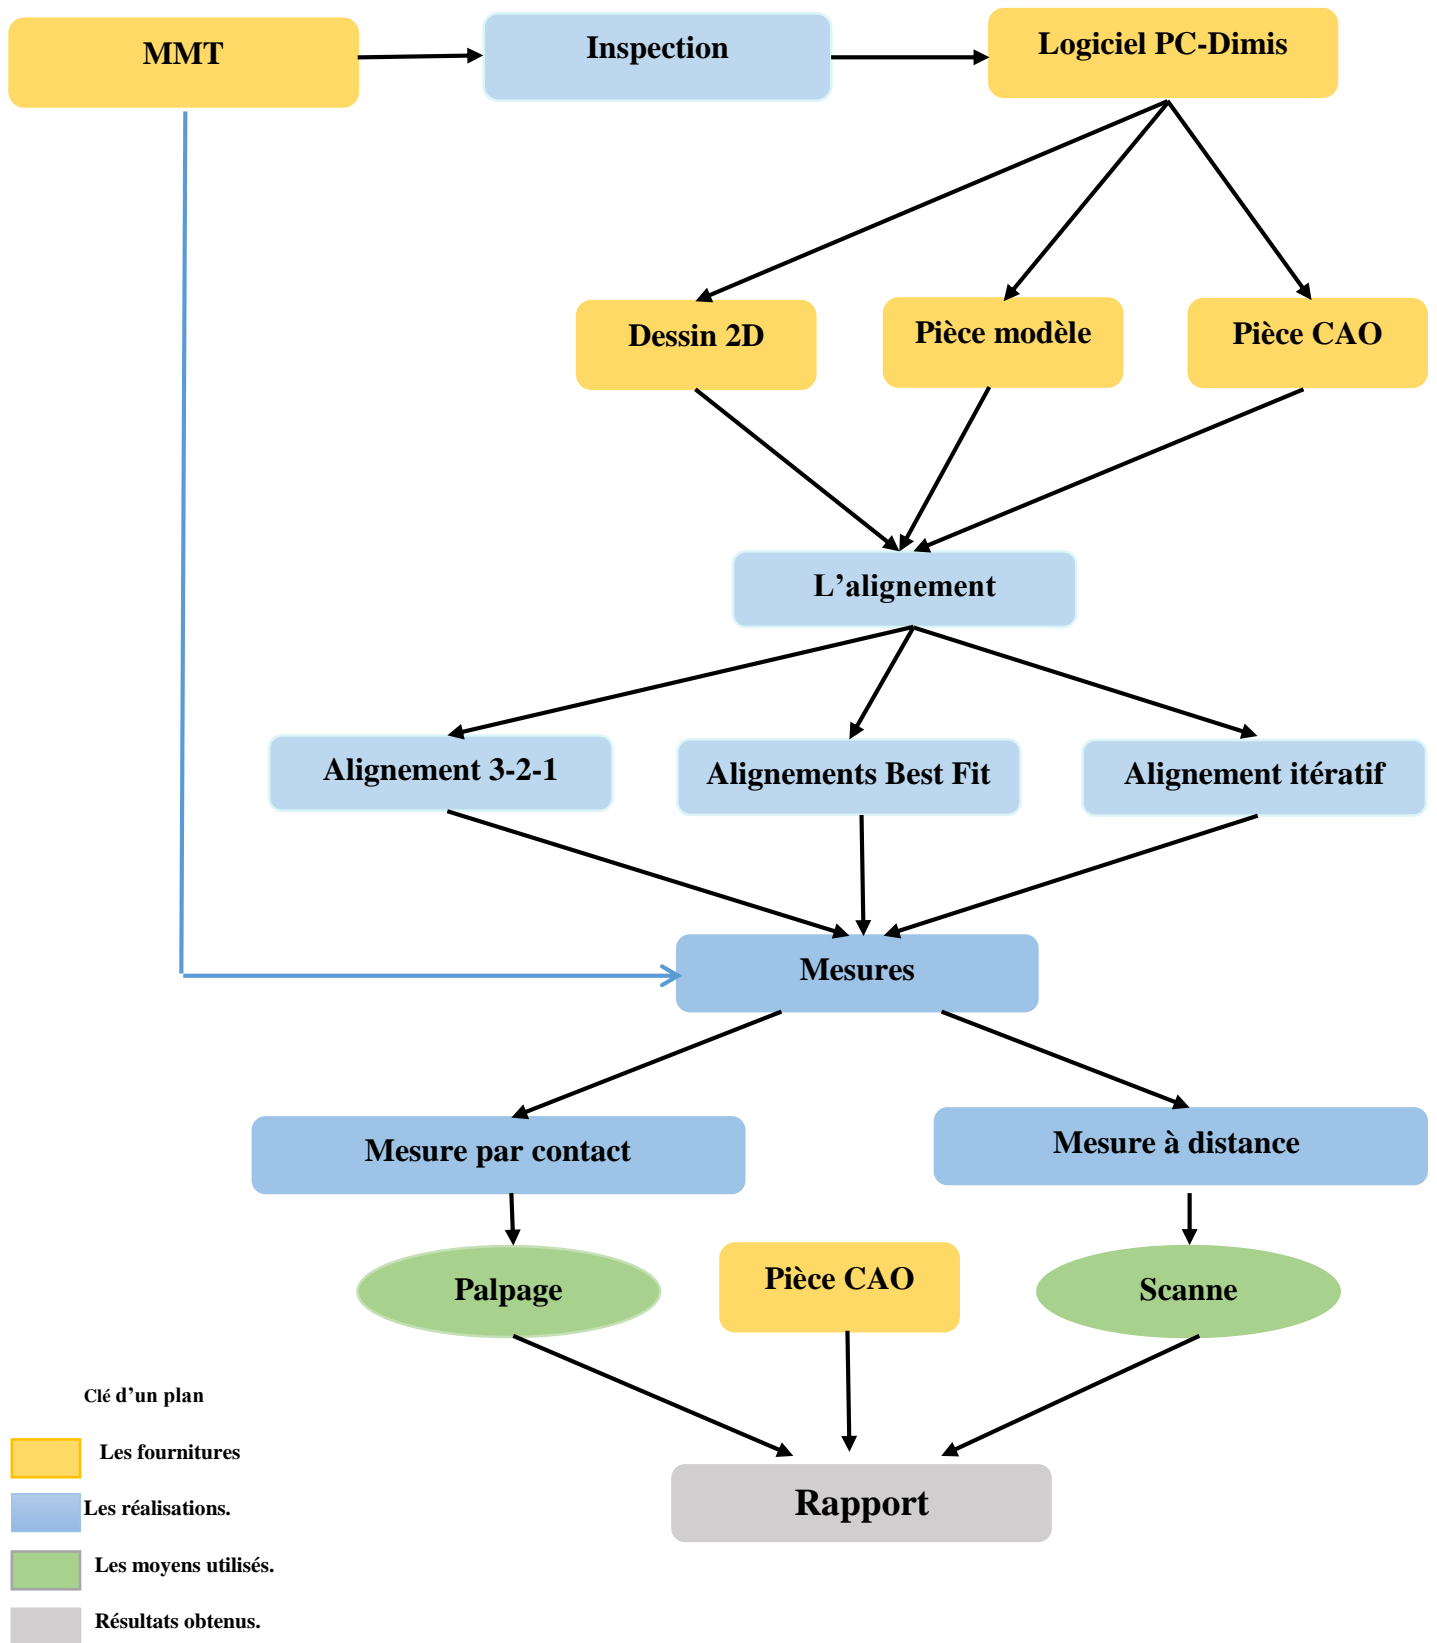 MMT
Inspection
Logiciel PC-Dimis
Dessin 2D
Pièce modèle
Pièce CAO
L’alignement
Alignement 3-2-1
Alignements Best Fit
Alignement itératif
Mesures
Mesure par contact
Mesure à distance
Palpage
Pièce CAO
Scanne
Rapport
Clé d’un plan
Les fournitures
Les réalisations.
Les moyens utilisés.
Résultats obtenus.